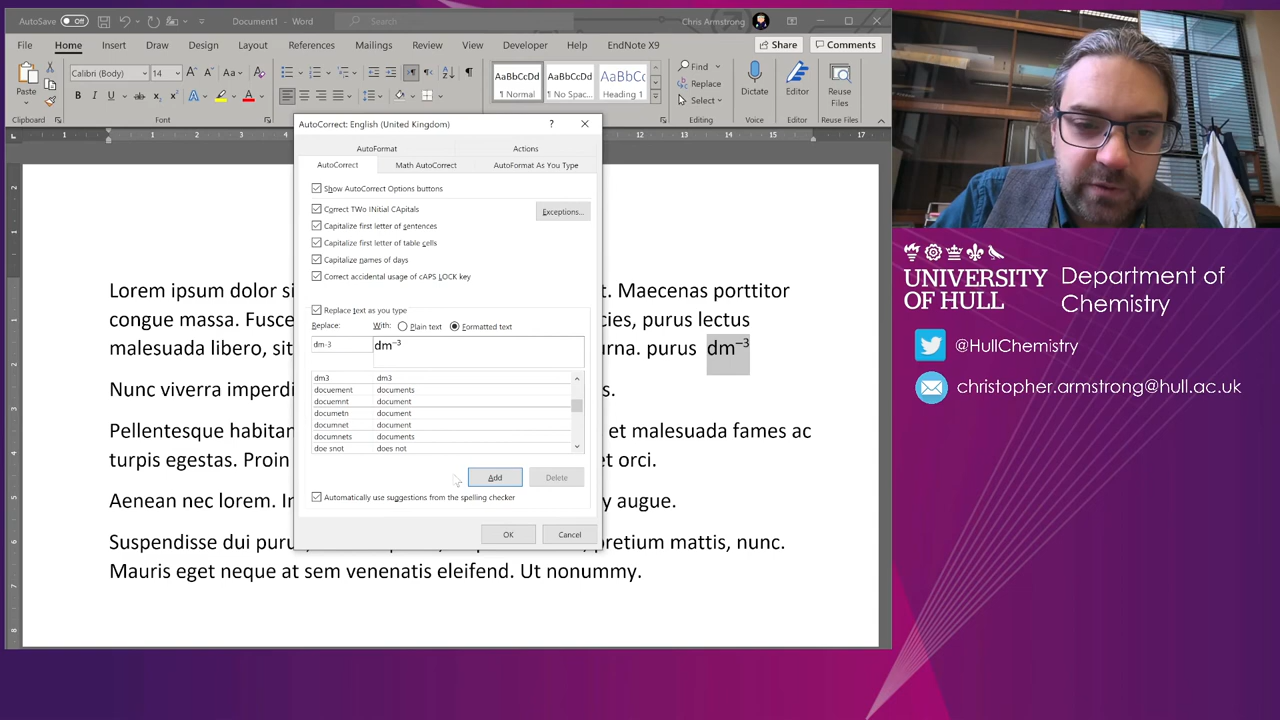 AutoSave Off
Document1 - Word
Search
Chris Armstrong
File Home Insert Draw Design Layout References Mailings Review View Developer Help EndNote X9
Share Comments
Paste
Calibri (Body) 14
Aa
B I U ab x₂ x² A A
AaBbCcDd AaBbCcDd AaBbCc
¶ Normal ¶ No Spac... Heading 1
Find
Replace
Select
Dictate
Editor
Reuse Files
Clipboard Font Editing Voice Editor Reuse Files
AutoCorrect: English (United Kingdom)
AutoFormat Actions
AutoCorrect Math AutoCorrect AutoFormat As You Type
Show AutoCorrect Options buttons
Correct TWo INitial CApitals
Exceptions...
Capitalize first letter of sentences
Capitalize first letter of table cells
Capitalize names of days
Correct accidental usage of cAPS LOCK key
Replace text as you type
Replace: With: Plain text Formatted text
dm-3 dm⁻³
dm3 dm3
docuement documents
docuemnt document
documetn document
documnet document
documnets documents
doe snot does not
Add Delete
Automatically use suggestions from the spelling checker
OK Cancel
Lorem ipsum dolor si t. Maecenas porttitor
congue massa. Fusce cies, purus lectus
malesuada libero, sit urna. purus dm⁻³
Nunc viverra imperdi s.
Pellentesque habitan et malesuada fames ac
turpis egestas. Proin et orci.
Aenean nec lorem. In y augue.
Suspendisse dui puru pretium mattis, nunc.
Mauris eget neque at sem venenatis eleifend. Ut nonummy.
UNIVERSITY
OF HULL
Department of
Chemistry
@HullChemistry
christopher.armstrong@hull.ac.uk